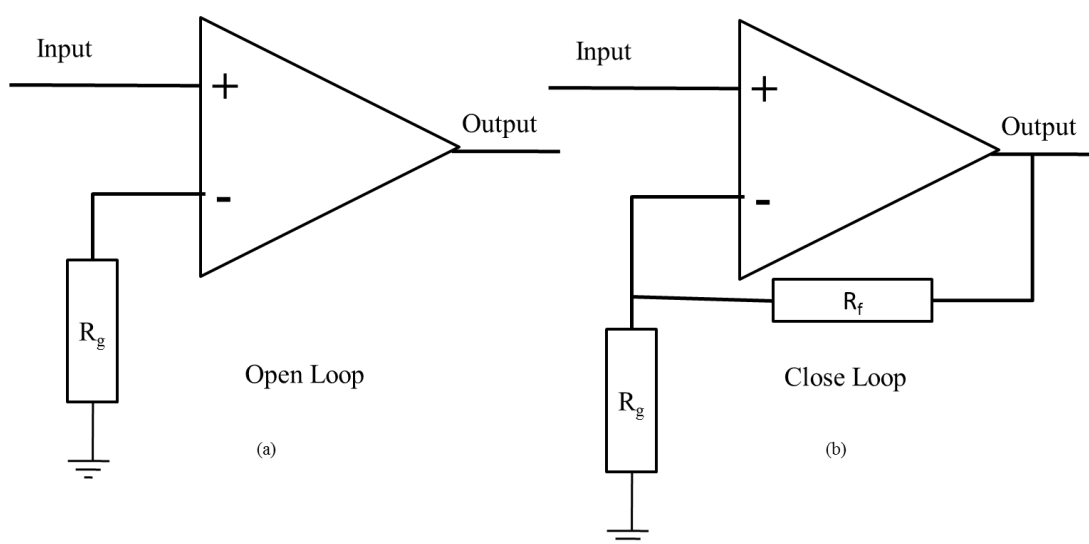 Input
+
-
Output
R_g
Open Loop
(a)
Input
+
-
Output
R_f
R_g
Close Loop
(b)